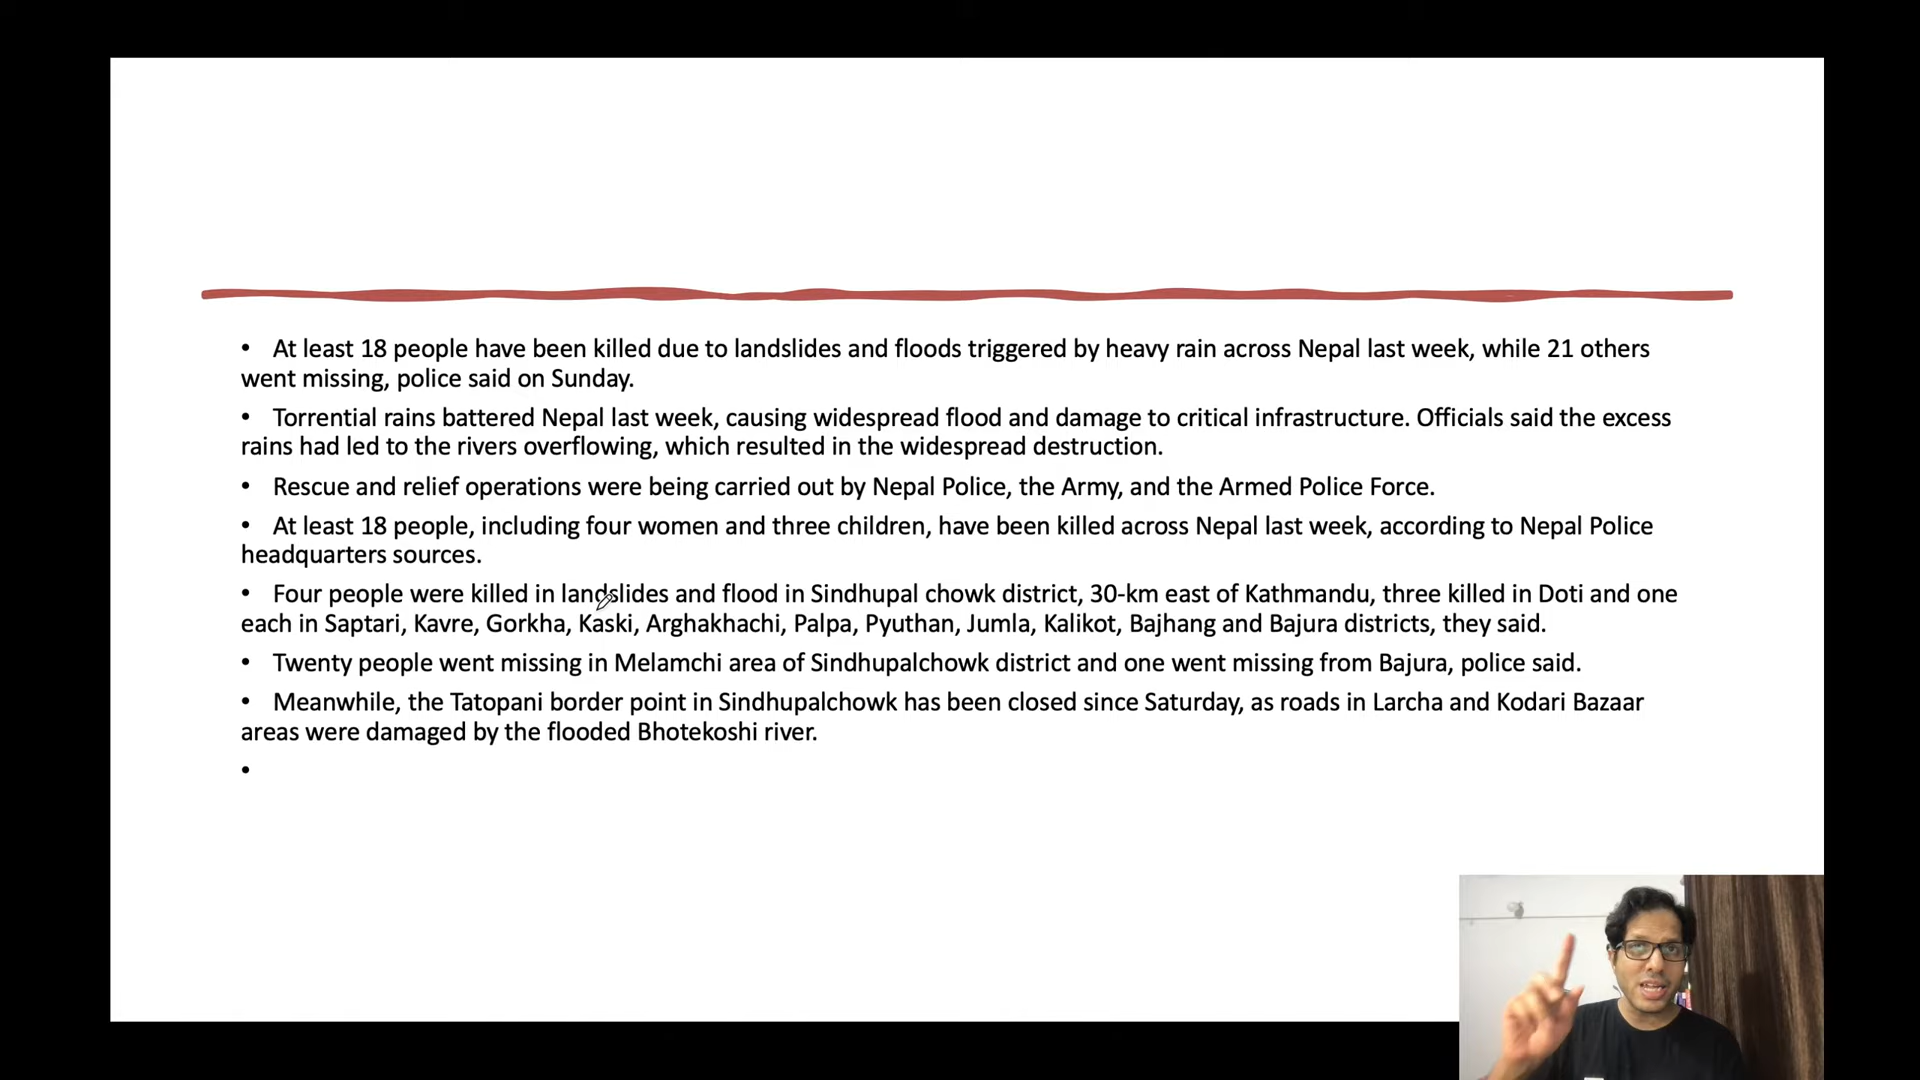 • At least 18 people have been killed due to landslides and floods triggered by heavy rain across Nepal last week, while 21 others
went missing, police said on Sunday.
• Torrential rains battered Nepal last week, causing widespread flood and damage to critical infrastructure. Officials said the excess
rains had led to the rivers overflowing, which resulted in the widespread destruction.
• Rescue and relief operations were being carried out by Nepal Police, the Army, and the Armed Police Force.
• At least 18 people, including four women and three children, have been killed across Nepal last week, according to Nepal Police
headquarters sources.
• Four people were killed in landslides and flood in Sindhupal chowk district, 30-km east of Kathmandu, three killed in Doti and one
each in Saptari, Kavre, Gorkha, Kaski, Arghakhachi, Palpa, Pyuthan, Jumla, Kalikot, Bajhang and Bajura districts, they said.
• Twenty people went missing in Melamchi area of Sindhupalchowk district and one went missing from Bajura, police said.
• Meanwhile, the Tatopani border point in Sindhupalchowk has been closed since Saturday, as roads in Larcha and Kodari Bazaar
areas were damaged by the flooded Bhotekoshi river.
•